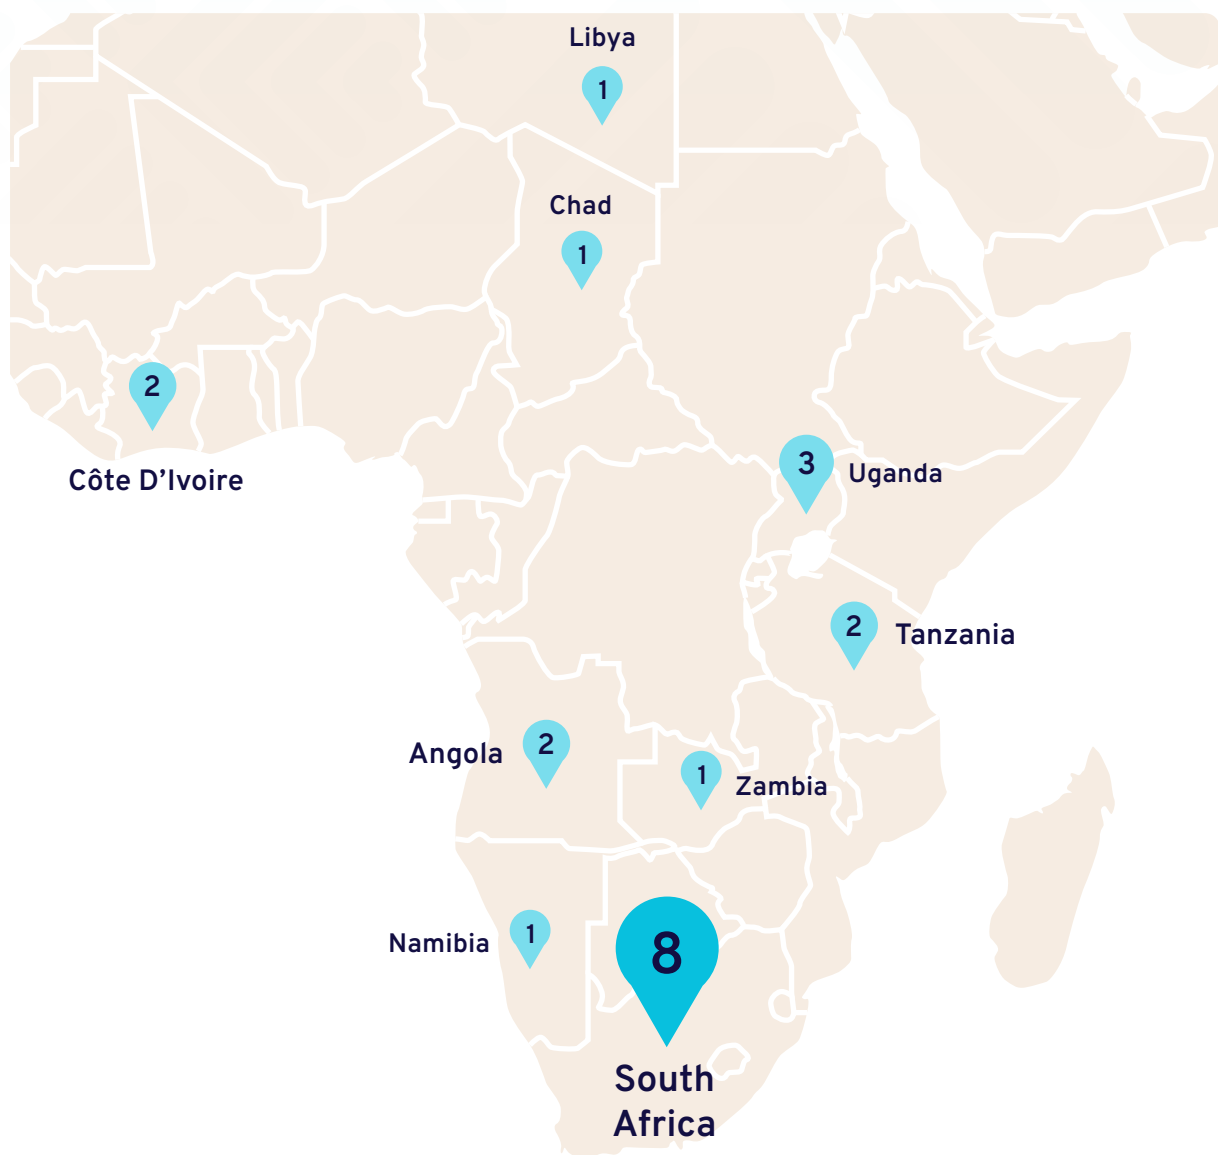 Libya
1
Chad
1
2
Côte D’Ivoire
3
Uganda
2
Tanzania
2
Angola
1
Zambia
1
Namibia
8
South
Africa